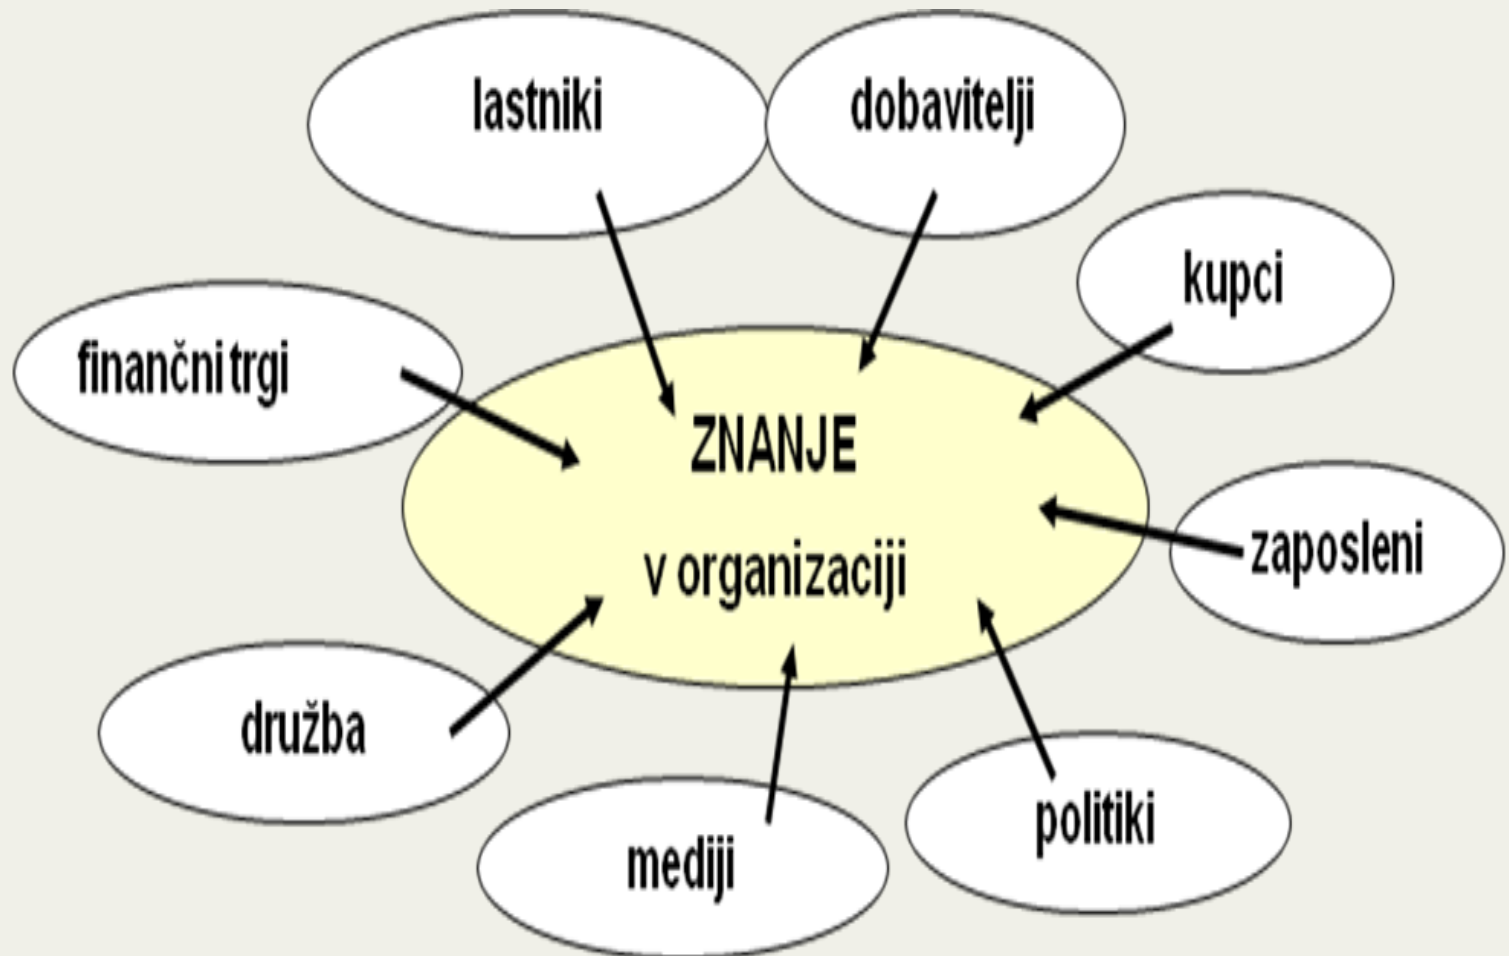 lastniki
dobavitelji
kupci
finančni trgi
ZNANJE
v organizaciji
zaposleni
družba
mediji
politiki